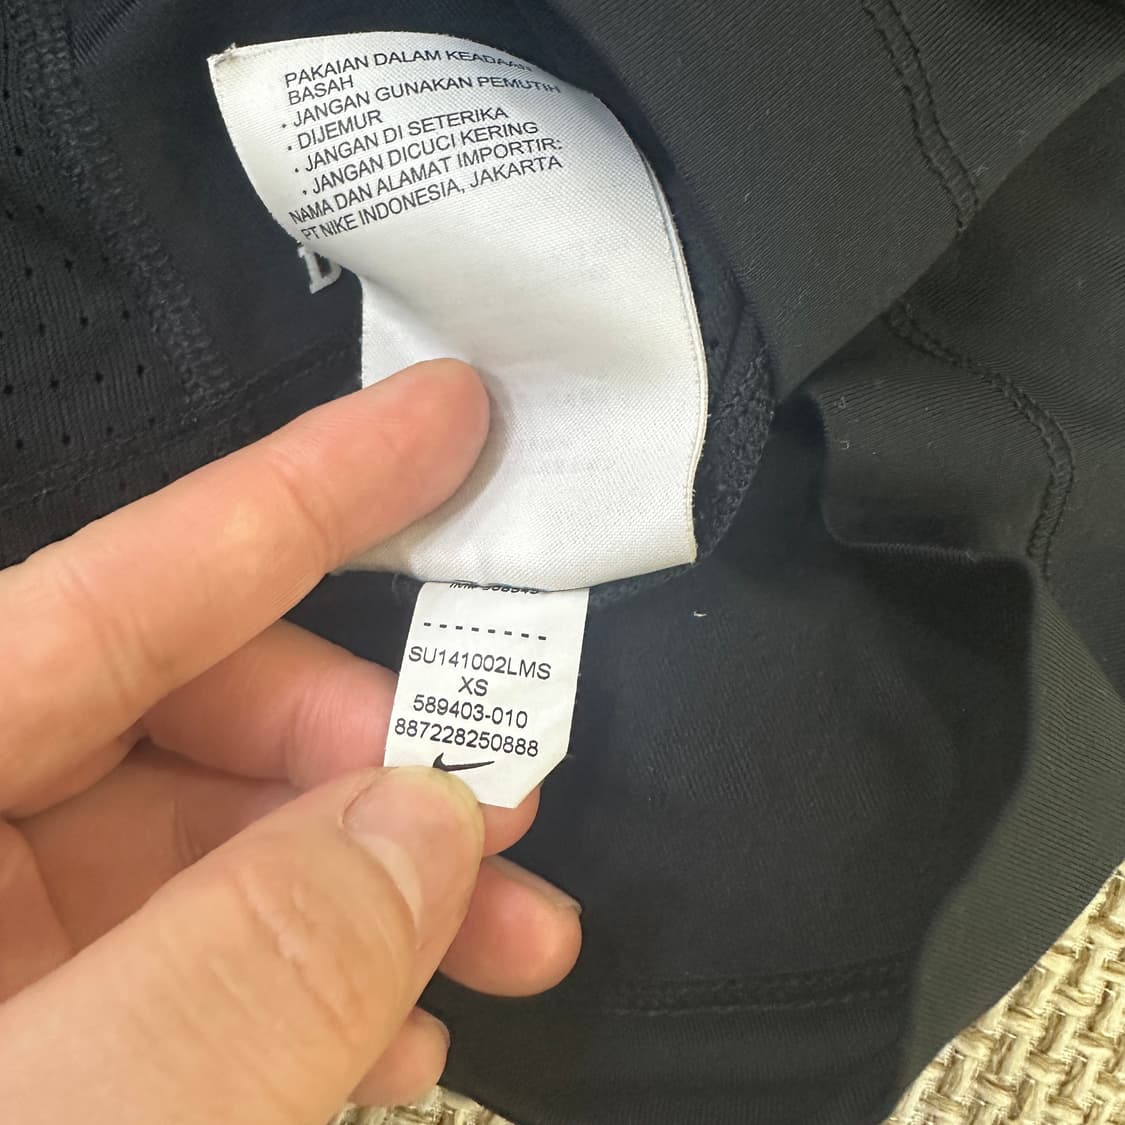 PAKAIAN DALAM KEADAAN
BASAH
· JANGAN GUNAKAN PEMUTIH
· DIJEMUR
· JANGAN DI SETERIKA
· JANGAN DICUCI KERING
NAMA DAN ALAMAT IMPORTIR:
PT NIKE INDONESIA, JAKARTA
D
--------
SU141002LMS
XS
589403-010
887228250888